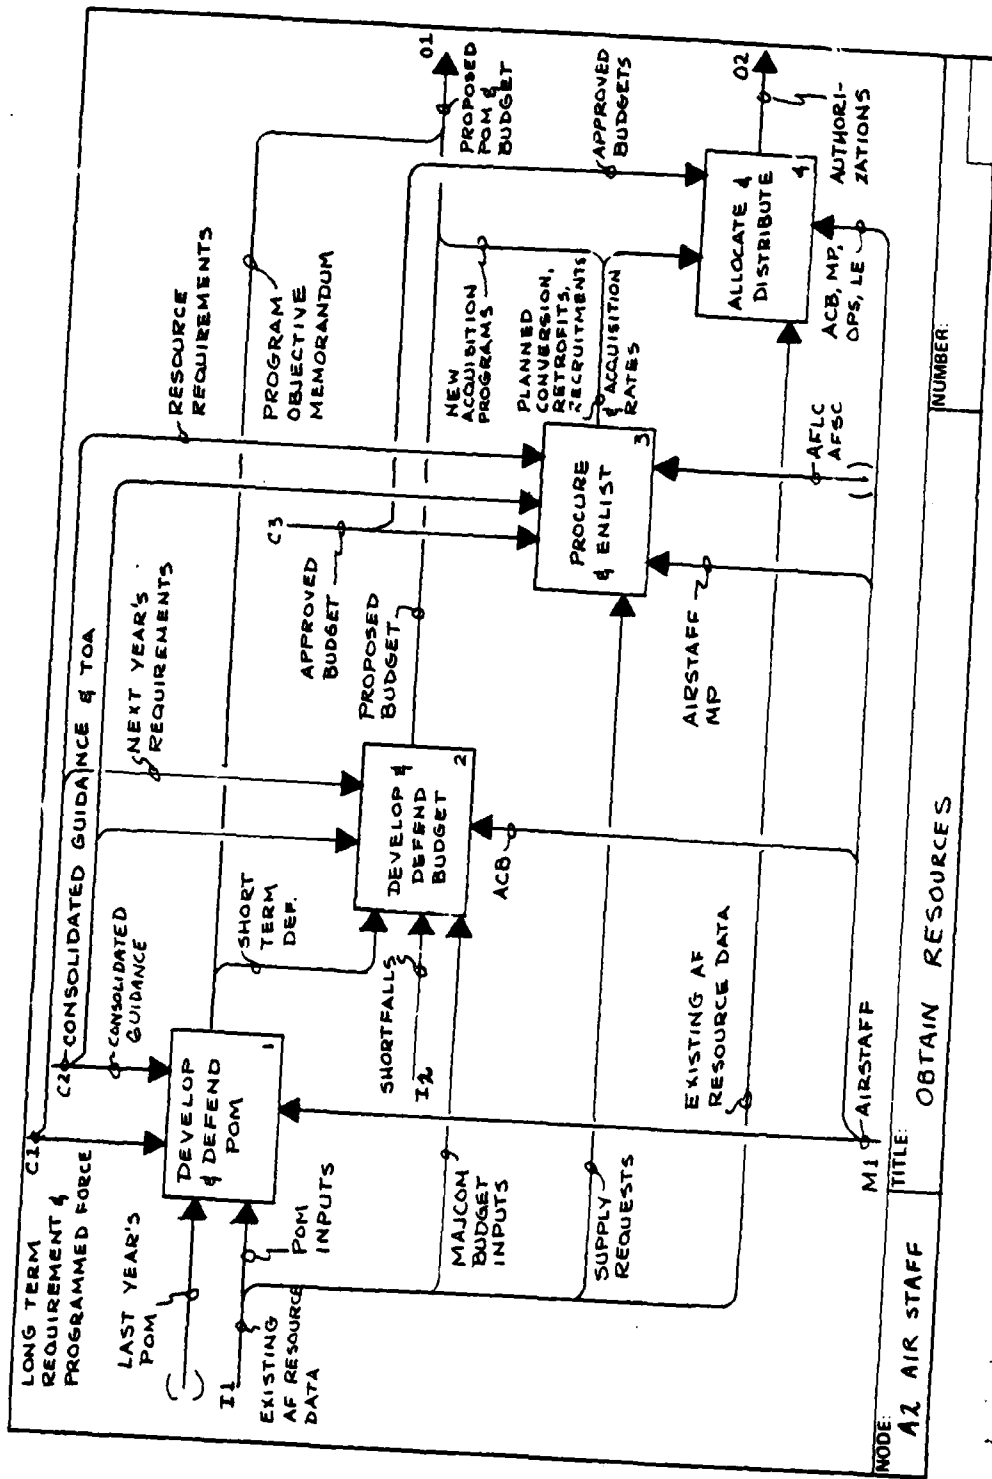 LONG TERM
REQUIREMENT &
PROGRAMMED FORCE
C1
C2
CONSOLIDATED GUIDANCE & TOA
CONSOLIDATED
GUIDANCE
NEXT YEAR'S
REQUIREMENTS
RESOURCE
REQUIREMENTS
LAST YEAR'S
POM
I1
EXISTING
AF RESOURCE
DATA
POM
INPUTS
DEVELOP
& DEFEND
POM
1
SHORT
TERM
DEF.
PROGRAM
OBJECTIVE
MEMORANDUM
O1
PROPOSED
POM &
BUDGET
SHORTFALLS
I2
DEVELOP &
DEFEND
BUDGET
2
C3
APPROVED
BUDGET
PROPOSED
BUDGET
NEW
ACQUISITION
PROGRAMS
APPROVED
BUDGETS
MAJCOM
BUDGET
INPUTS
ACB
PROCURE
& ENLIST
3
PLANNED
CONVERSION,
RETROFITS,
RECRUITMENTS
& ACQUISITION
RATES
ALLOCATE &
DISTRIBUTE
4
O2
AUTHORI-
ZATIONS
SUPPLY
REQUESTS
EXISTING AF
RESOURCE DATA
AIRSTAFF
MP
AFLC
AFSC
ACB, MP,
OPS, LE
M1
AIRSTAFF
NODE:
A2 AIR STAFF
TITLE:
OBTAIN RESOURCES
NUMBER: